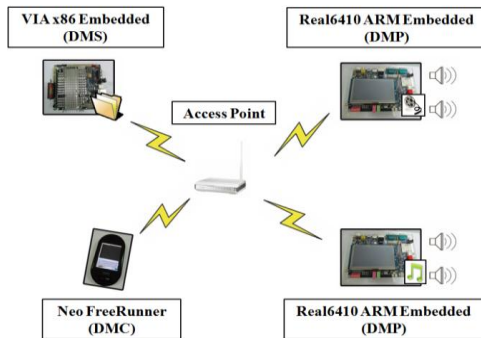 VIA x86 Embedded
(DMS)
Real6410 ARM Embedded
(DMP)
Access Point
Neo FreeRunner
(DMC)
Real6410 ARM Embedded
(DMP)